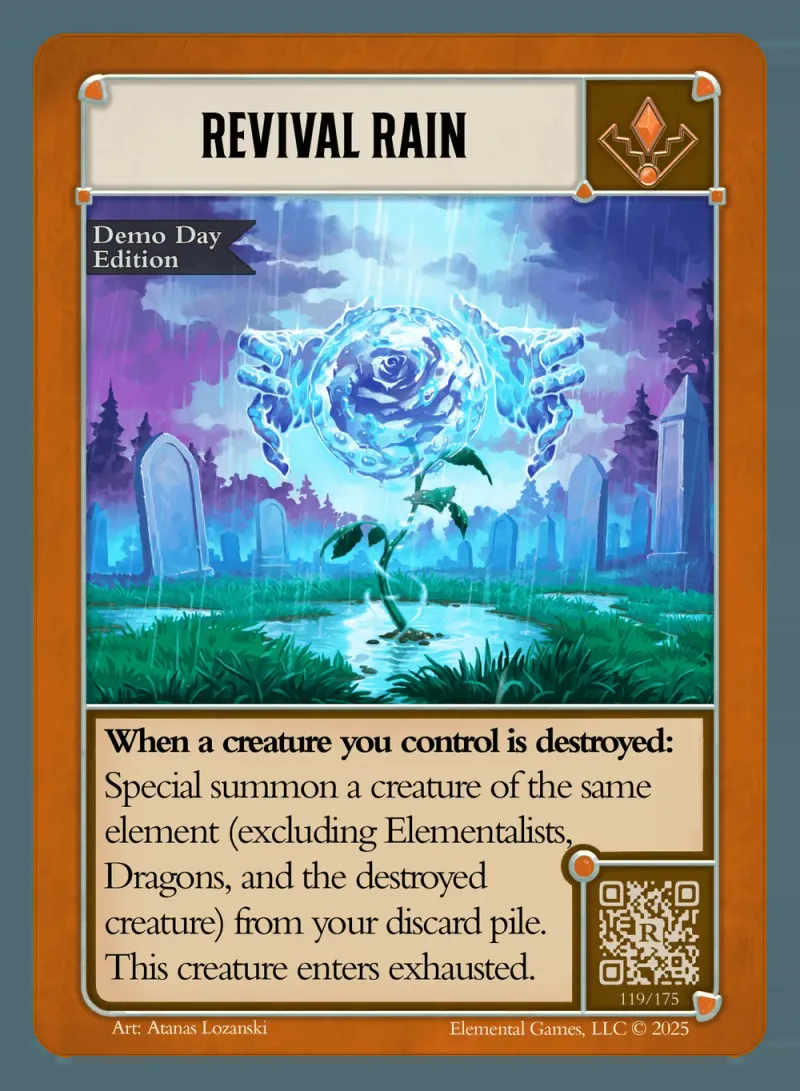 REVIVAL RAIN
Demo Day
Edition
When a creature you control is destroyed:
Special summon a creature of the same
element (excluding Elementalists,
Dragons, and the destroyed
creature) from your discard pile.
This creature enters exhausted.
R
119/175
Art: Atanas Lozanski
Elemental Games, LLC © 2025